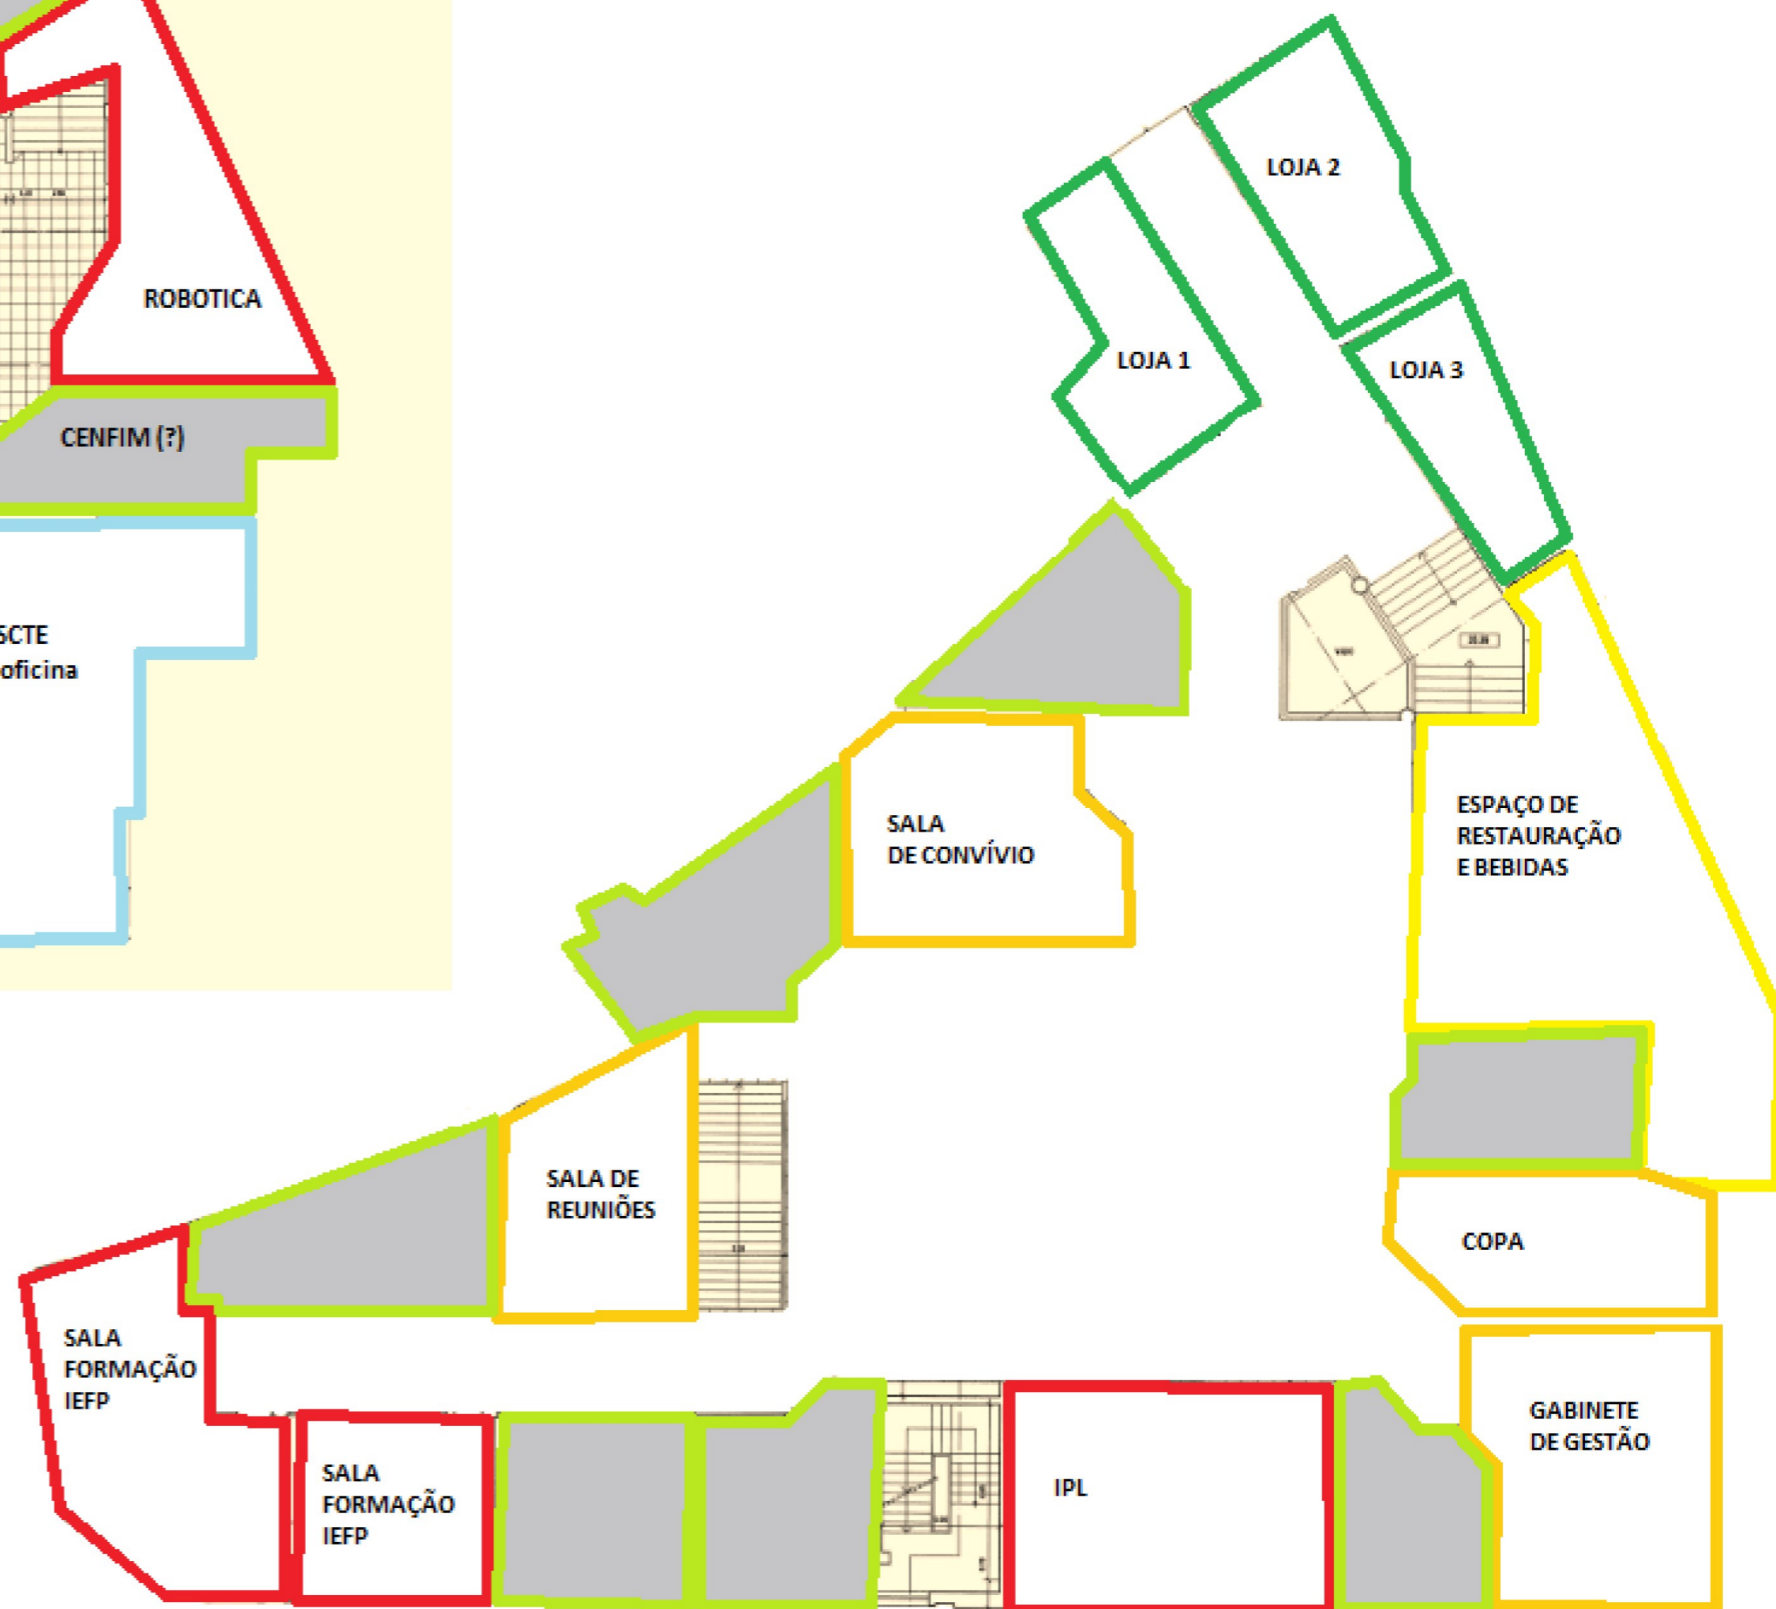 ROBOTICA
CENFIM (?)
SCTE
oficina
LOJA 2
LOJA 1
LOJA 3
SALA
DE CONVÍVIO
ESPAÇO DE
RESTAURAÇÃO
E BEBIDAS
SALA DE
REUNIÕES
COPA
SALA
FORMAÇÃO
IEFP
SALA
FORMAÇÃO
IEFP
IPL
GABINETE
DE GESTÃO